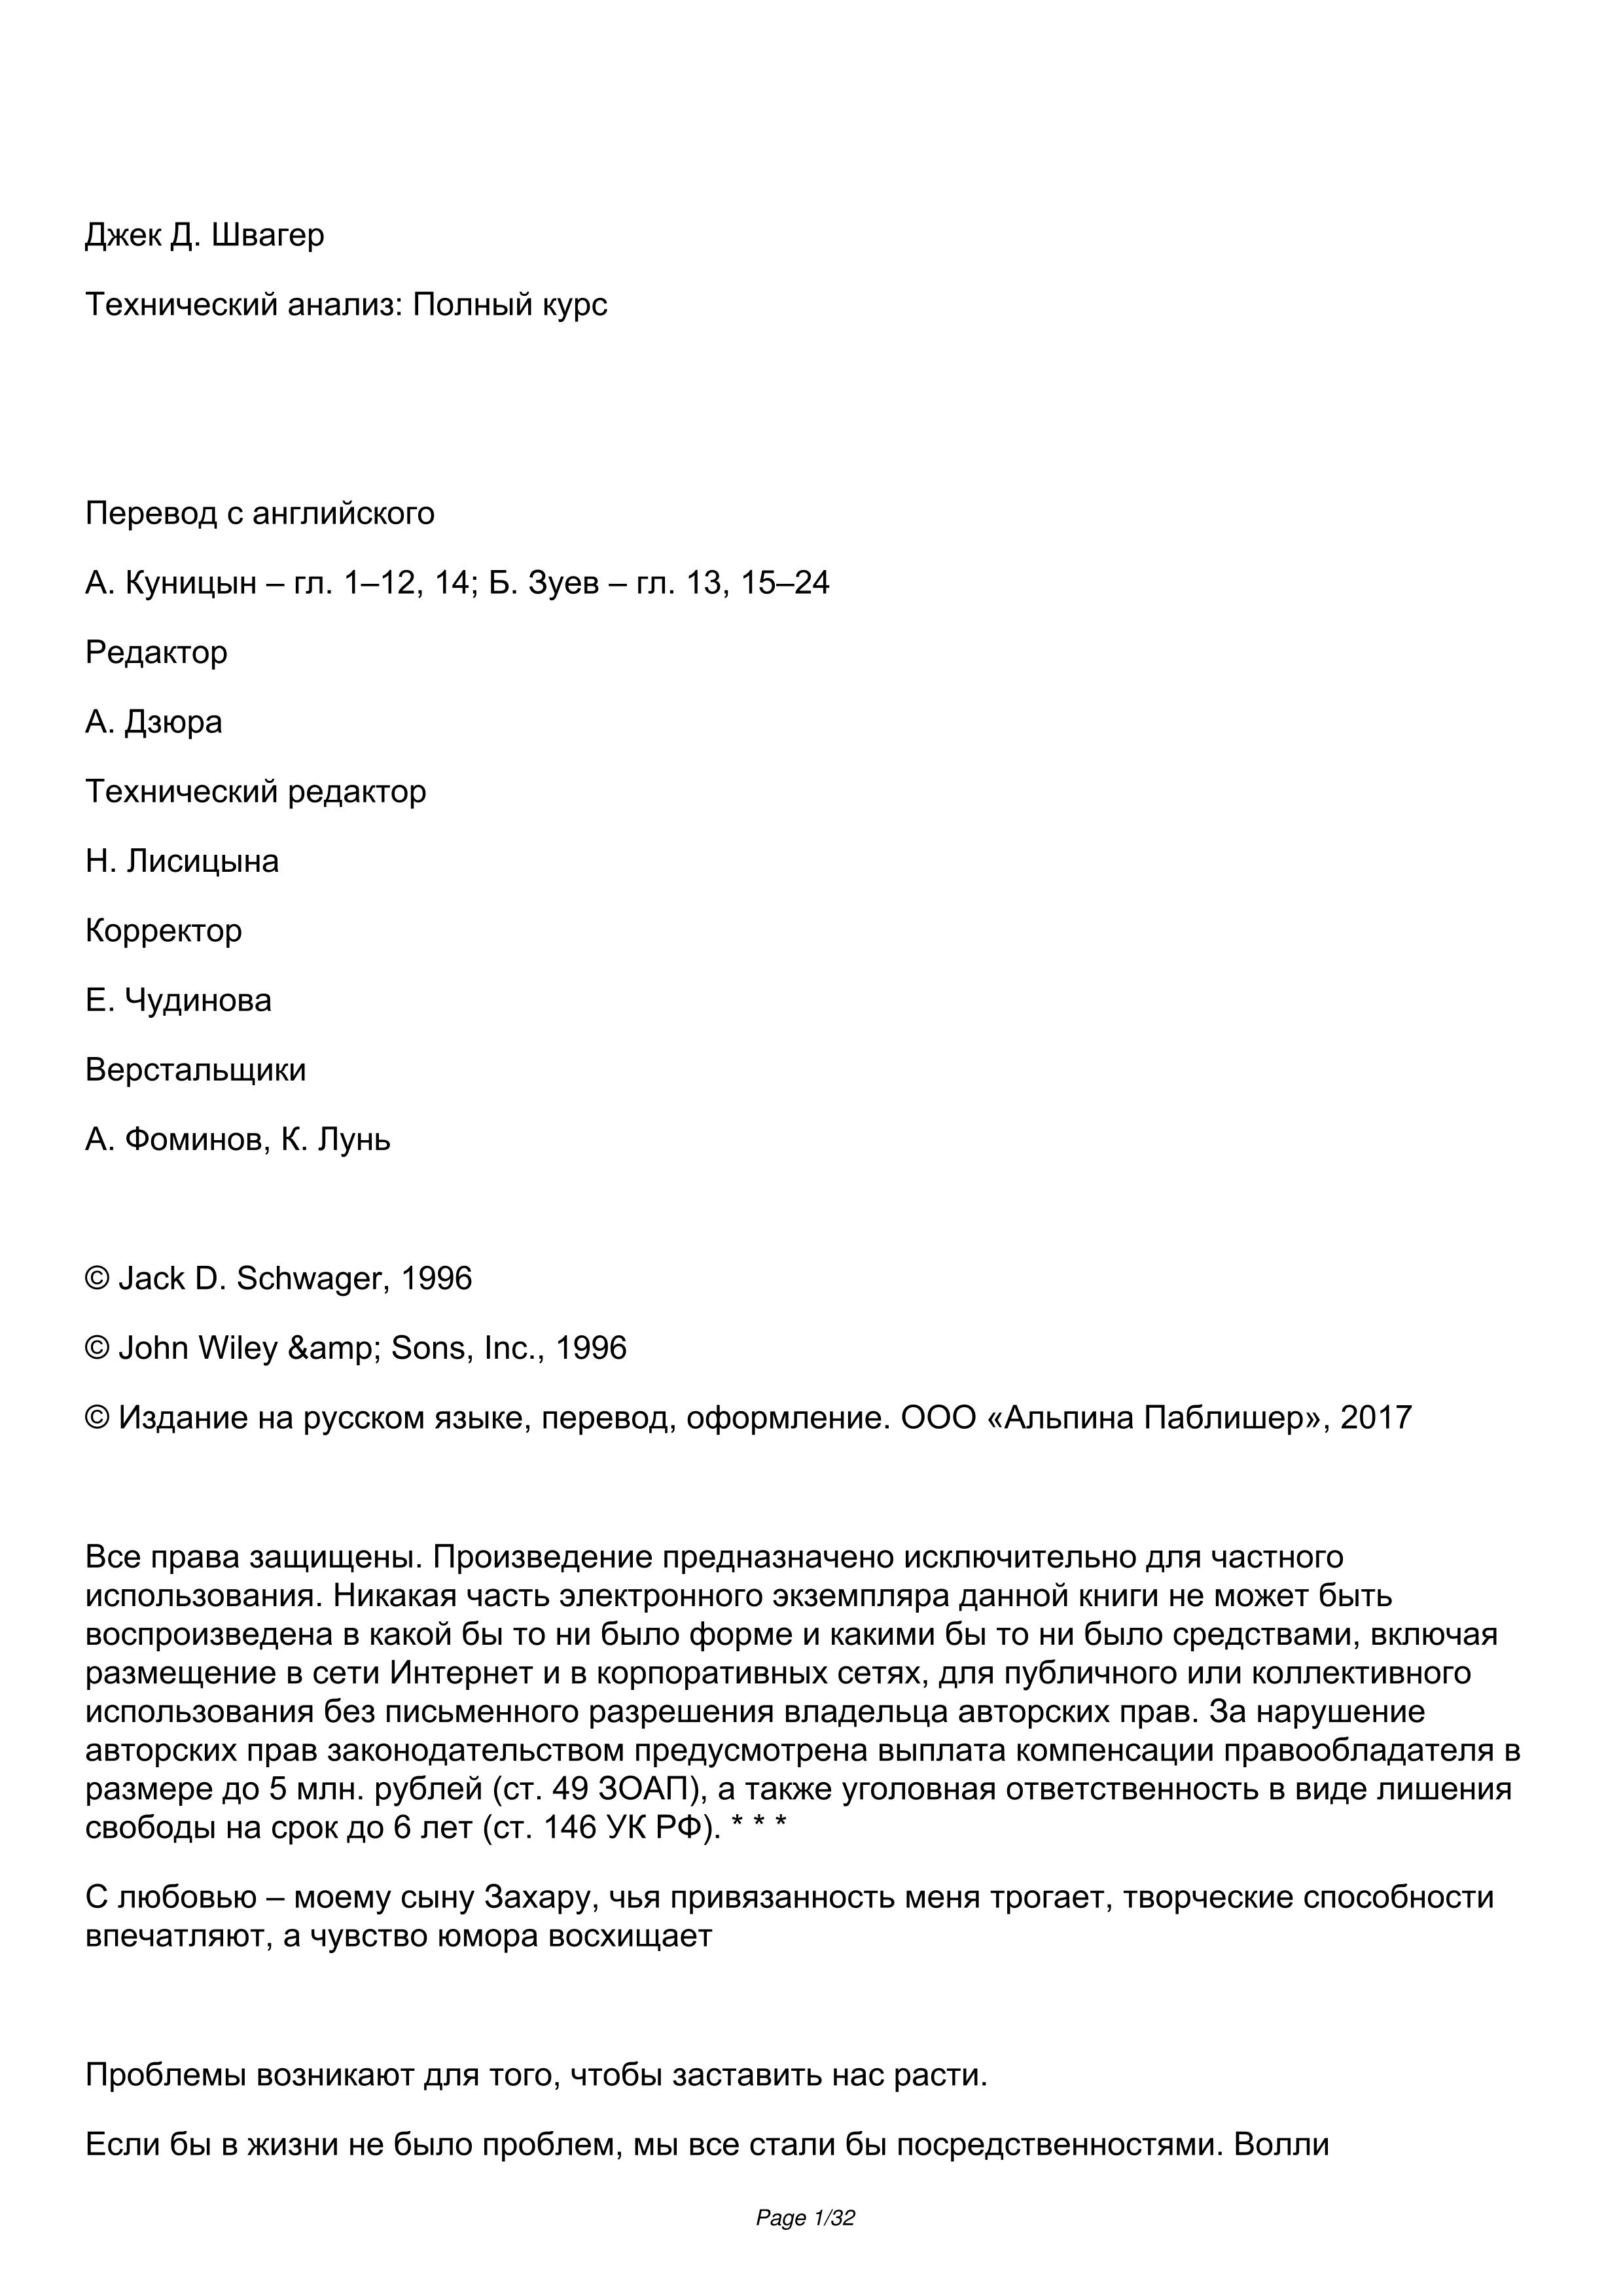 Джек Д. Швагер
Технический анализ: Полный курс
Перевод с английского
А. Куницын – гл. 1–12, 14; Б. Зуев – гл. 13, 15–24
Редактор
А. Дзюра
Технический редактор
Н. Лисицына
Корректор
Е. Чудинова
Верстальщики
А. Фоминов, К. Лунь
© Jack D. Schwager, 1996
© John Wiley &amp; Sons, Inc., 1996
© Издание на русском языке, перевод, оформление. ООО «Альпина Паблишер», 2017
Все права защищены. Произведение предназначено исключительно для частного
использования. Никакая часть электронного экземпляра данной книги не может быть
воспроизведена в какой бы то ни было форме и какими бы то ни было средствами, включая
размещение в сети Интернет и в корпоративных сетях, для публичного или коллективного
использования без письменного разрешения владельца авторских прав. За нарушение
авторских прав законодательством предусмотрена выплата компенсации правообладателя в
размере до 5 млн. рублей (ст. 49 ЗОАП), а также уголовная ответственность в виде лишения
свободы на срок до 6 лет (ст. 146 УК РФ). * * *
С любовью – моему сыну Захару, чья привязанность меня трогает, творческие способности
впечатляют, а чувство юмора восхищает
Проблемы возникают для того, чтобы заставить нас расти.
Если бы в жизни не было проблем, мы все стали бы посредственностями. Волли
Page 1/32